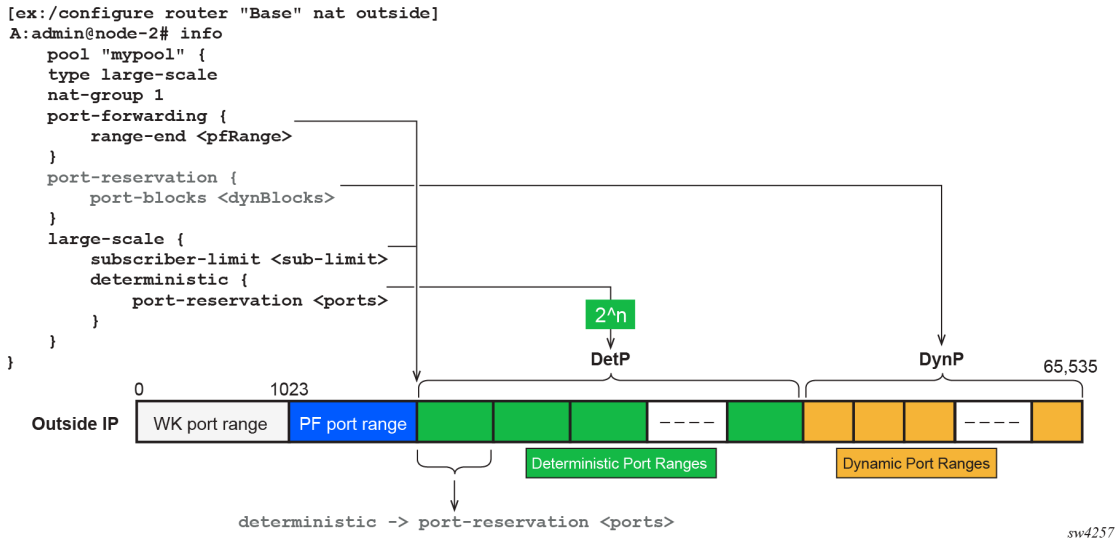 [ex:/configure router "Base" nat outside]
A:admin@node-2# info
pool "mypool" {
type large-scale
nat-group 1
port-forwarding {
range-end <pfRange>
}
port-reservation {
port-blocks <dynBlocks>
}
large-scale {
subscriber-limit <sub-limit>
deterministic {
port-reservation <ports>
}
}
}
2^n
DetP
DynP
0
1023
65,535
Outside IP
WK port range
PF port range
Deterministic Port Ranges
Dynamic Port Ranges
deterministic -> port-reservation <ports>
sw4257